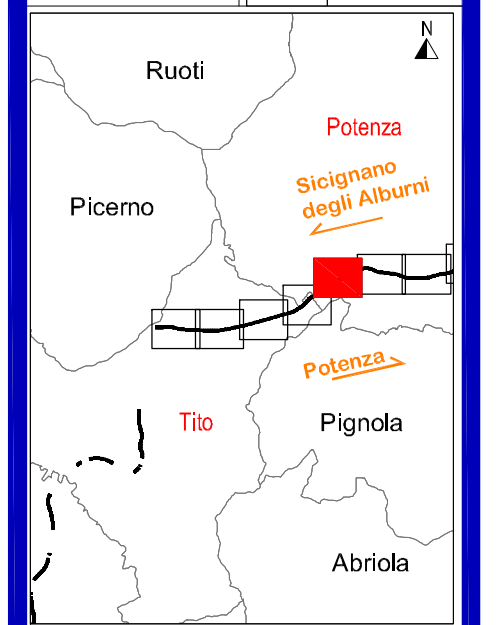 N
Ruoti
Potenza
Sicignano
degli Alburni
Picerno
Potenza
Tito
Pignola
Abriola